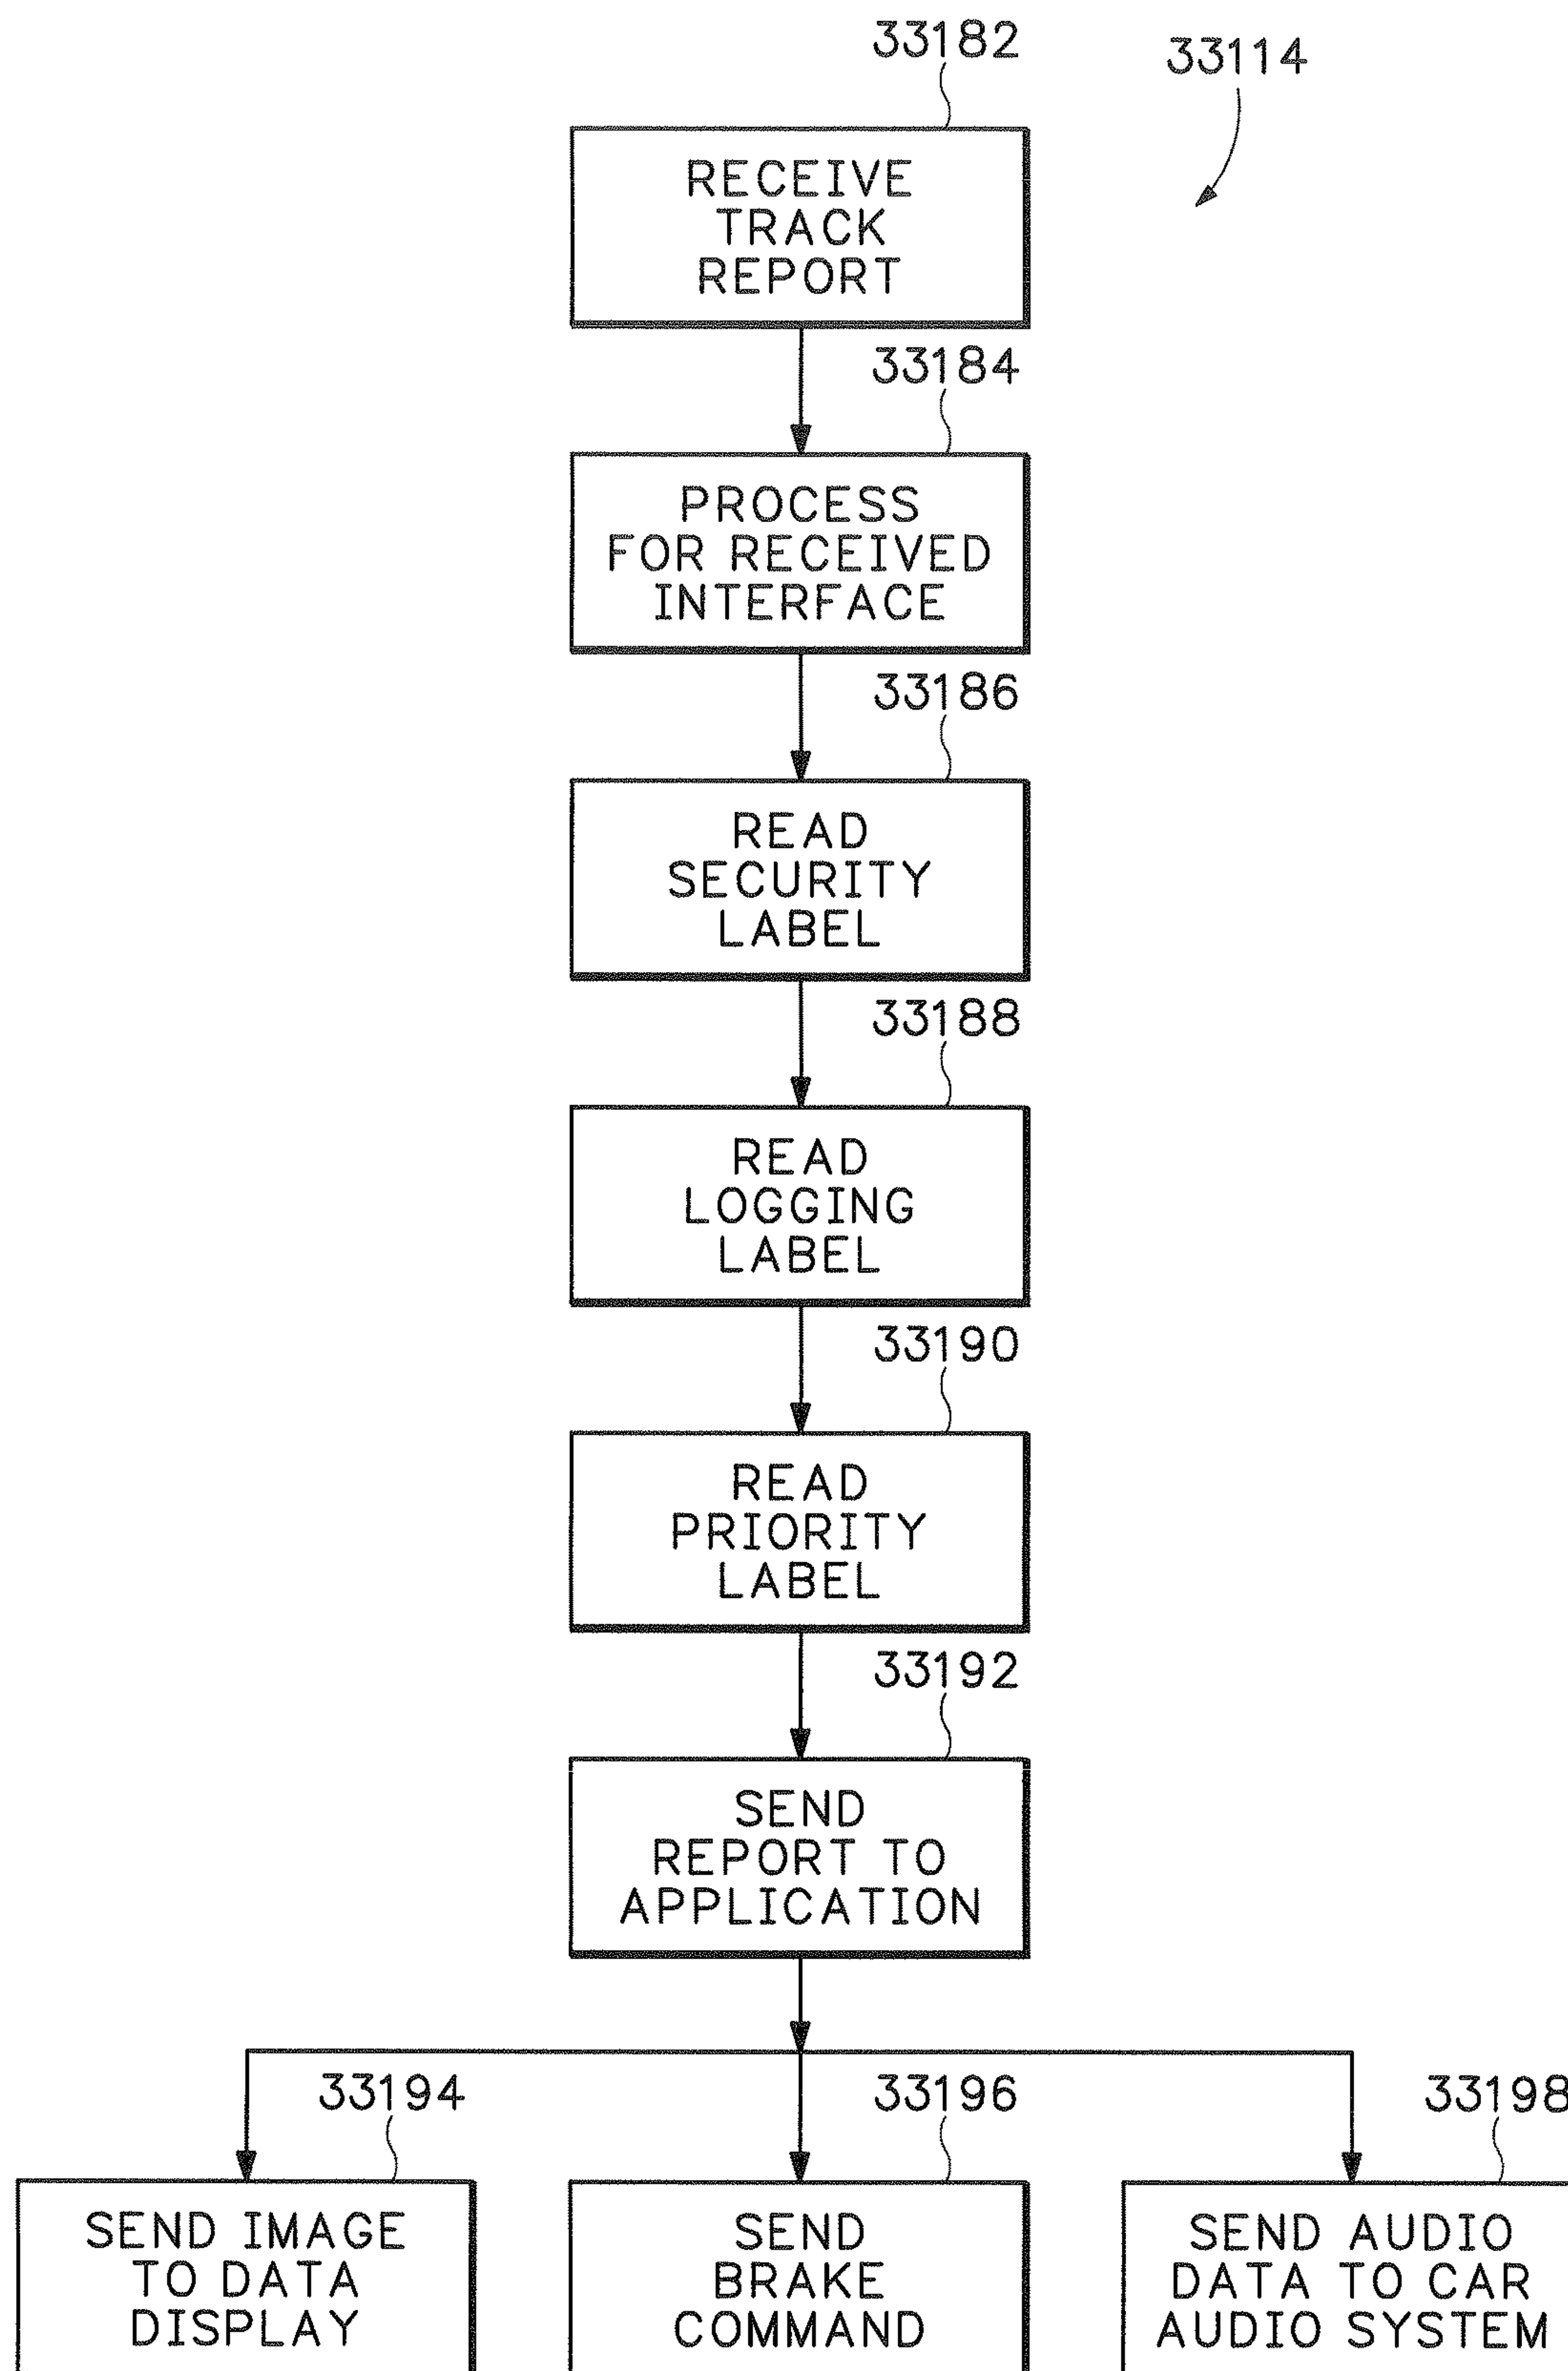 33182
33114
RECEIVE
TRACK
REPORT
33184
PROCESS
FOR RECEIVED
INTERFACE
33186
READ
SECURITY
LABEL
33188
READ
LOGGING
LABEL
33190
READ
PRIORITY
LABEL
33192
SEND
REPORT TO
APPLICATION
33194
33196
33198
SEND IMAGE
TO DATA
DISPLAY
SEND
BRAKE
COMMAND
SEND AUDIO
DATA TO CAR
AUDIO SYSTEM